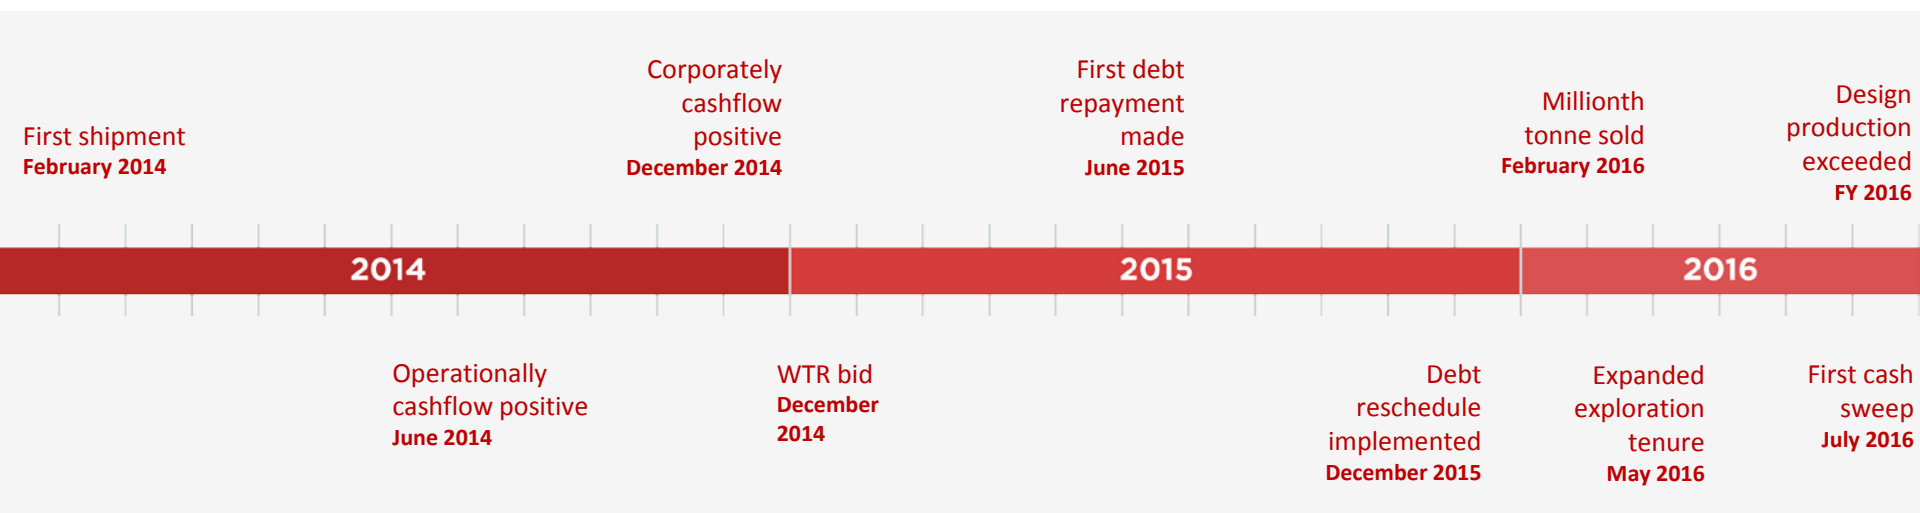 First shipment
February 2014
Corporately
cashflow
positive
December 2014
First debt
repayment
made
June 2015
Millionth
tonne sold
February 2016
Design
production
exceeded
FY 2016
2014
2015
2016
Operationally
cashflow positive
June 2014
WTR bid
December
2014
Debt
reschedule
implemented
December 2015
Expanded
exploration
tenure
May 2016
First cash
sweep
July 2016